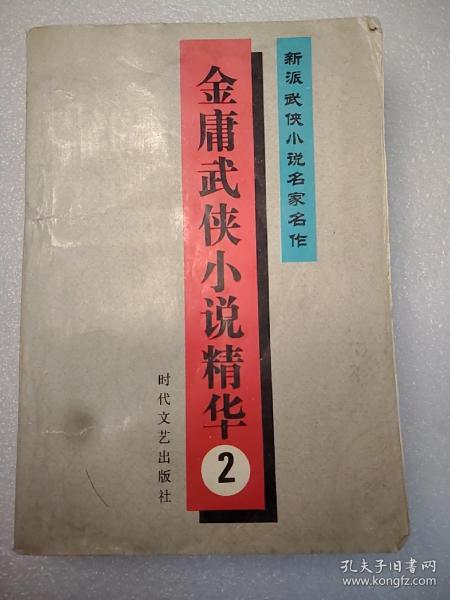 新派武侠小说名家名作
金庸武侠小说精华
2
时代文艺出版社
孔夫子旧书网
www.kongfz.com